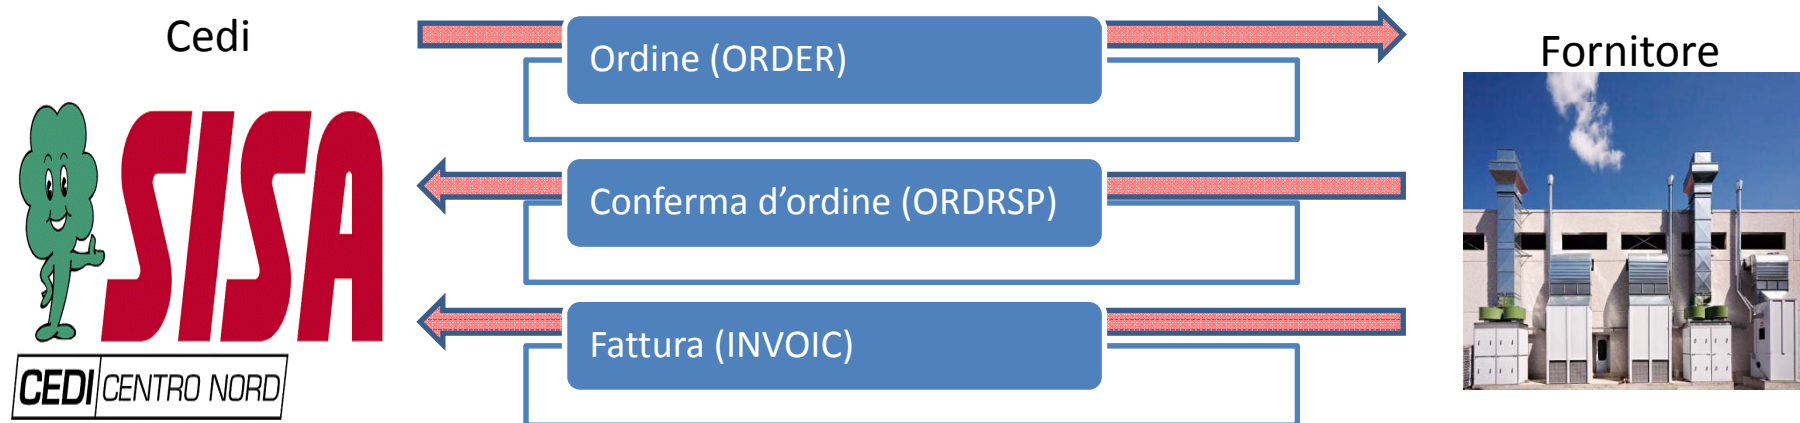 Cedi
Ordine (ORDER)
Fornitore
Conferma d’ordine (ORDRSP)
SISA
Fattura (INVOIC)
CEDI CENTRO NORD